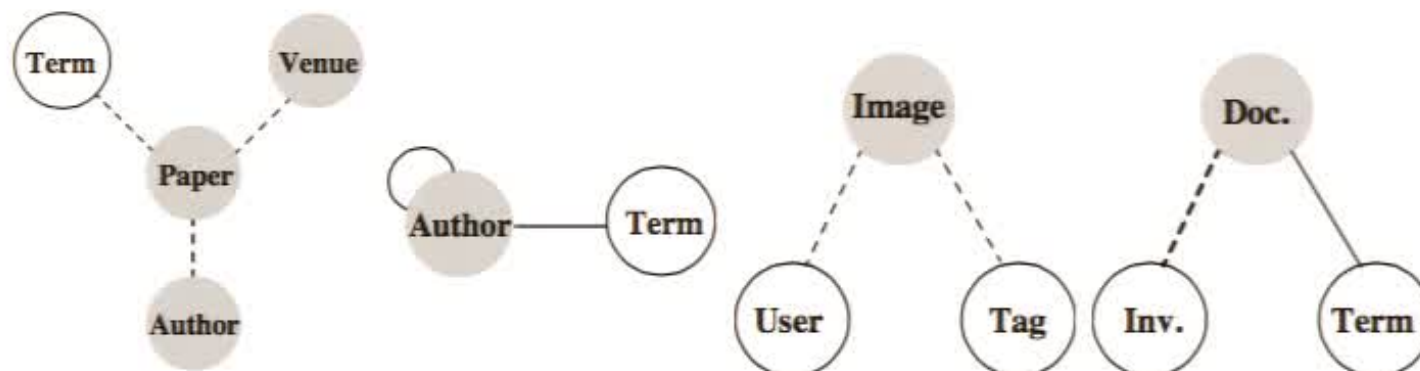 Term
Venue
Paper
Author
Author
Term
Image
User
Tag
Doc.
Inv.
Term